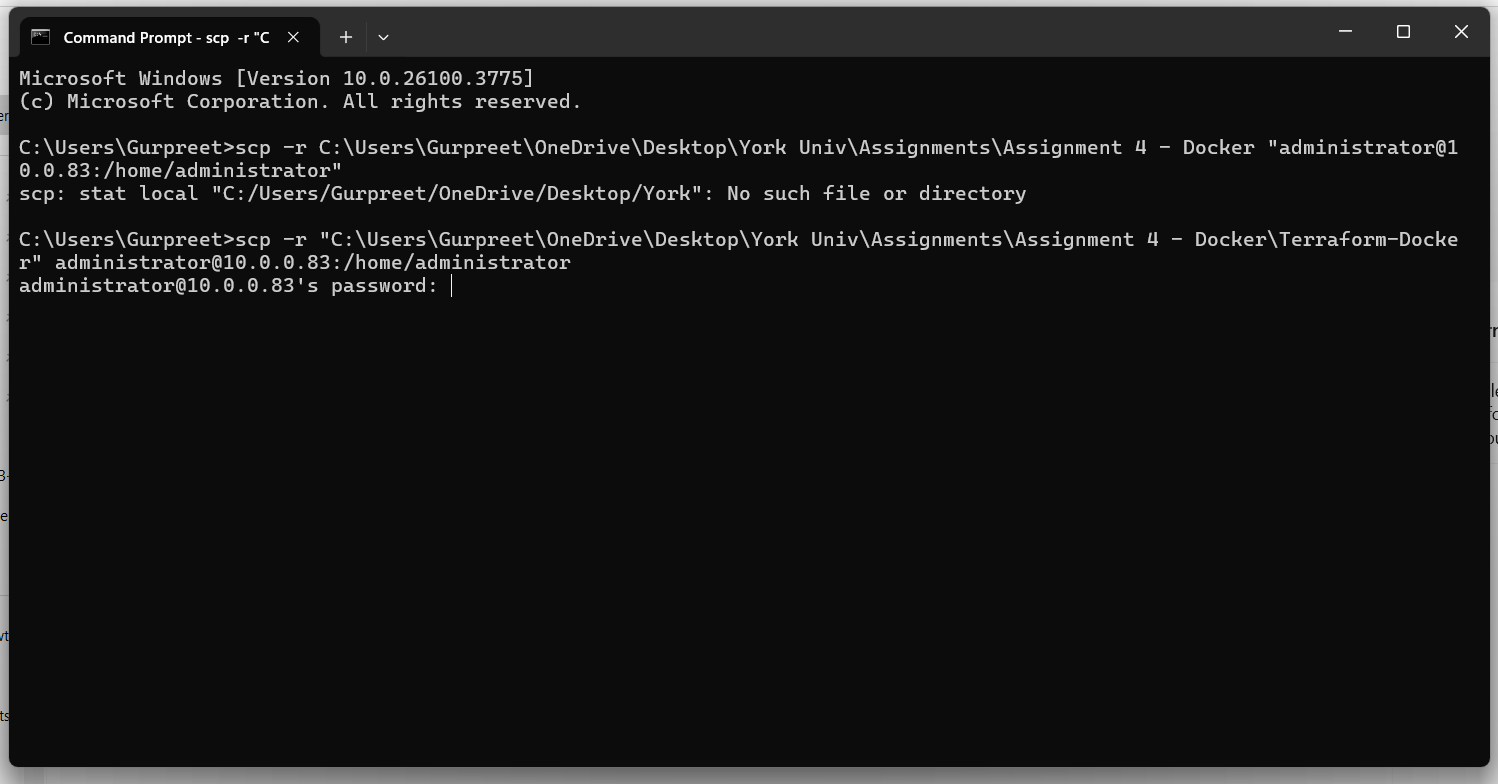 Command Prompt - scp -r "C
Microsoft Windows [Version 10.0.26100.3775]
(c) Microsoft Corporation. All rights reserved.
C:\Users\Gurpreet>scp -r C:\Users\Gurpreet\OneDrive\Desktop\York Univ\Assignments\Assignment 4 - Docker "administrator@1
0.0.83:/home/administrator"
scp: stat local "C:/Users/Gurpreet/OneDrive/Desktop/York": No such file or directory
C:\Users\Gurpreet>scp -r "C:\Users\Gurpreet\OneDrive\Desktop\York Univ\Assignments\Assignment 4 - Docker\Terraform-Docke
r" administrator@10.0.0.83:/home/administrator
administrator@10.0.0.83's password: